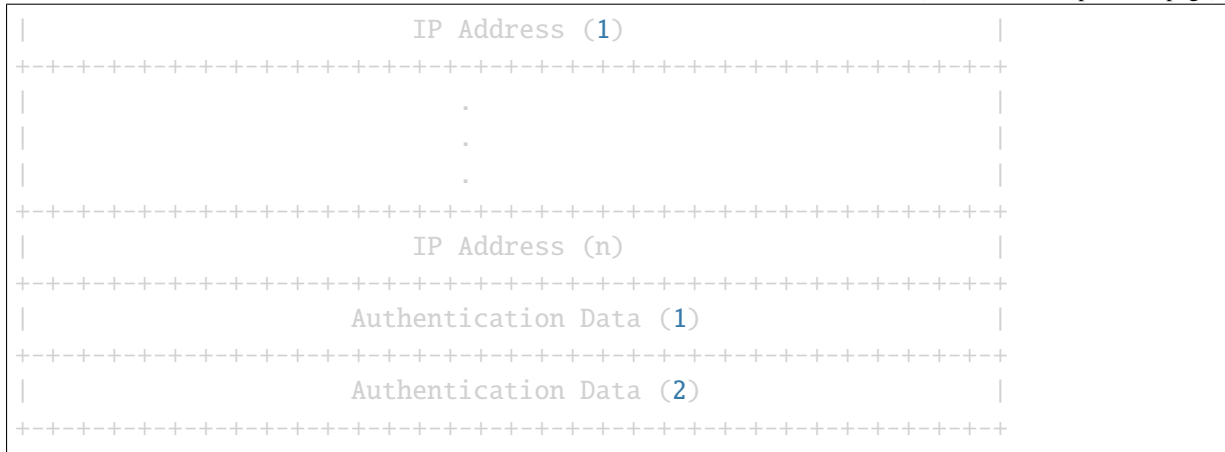 |                          IP Address (1)                       |
+-+-+-+-+-+-+-+-+-+-+-+-+-+-+-+-+-+-+-+-+-+-+-+-+-+-+-+-+-+-+-+-+
|                             .                                 |
|                             .                                 |
|                             .                                 |
+-+-+-+-+-+-+-+-+-+-+-+-+-+-+-+-+-+-+-+-+-+-+-+-+-+-+-+-+-+-+-+-+
|                          IP Address (n)                       |
+-+-+-+-+-+-+-+-+-+-+-+-+-+-+-+-+-+-+-+-+-+-+-+-+-+-+-+-+-+-+-+-+
|                      Authentication Data (1)                  |
+-+-+-+-+-+-+-+-+-+-+-+-+-+-+-+-+-+-+-+-+-+-+-+-+-+-+-+-+-+-+-+-+
|                      Authentication Data (2)                  |
+-+-+-+-+-+-+-+-+-+-+-+-+-+-+-+-+-+-+-+-+-+-+-+-+-+-+-+-+-+-+-+-+